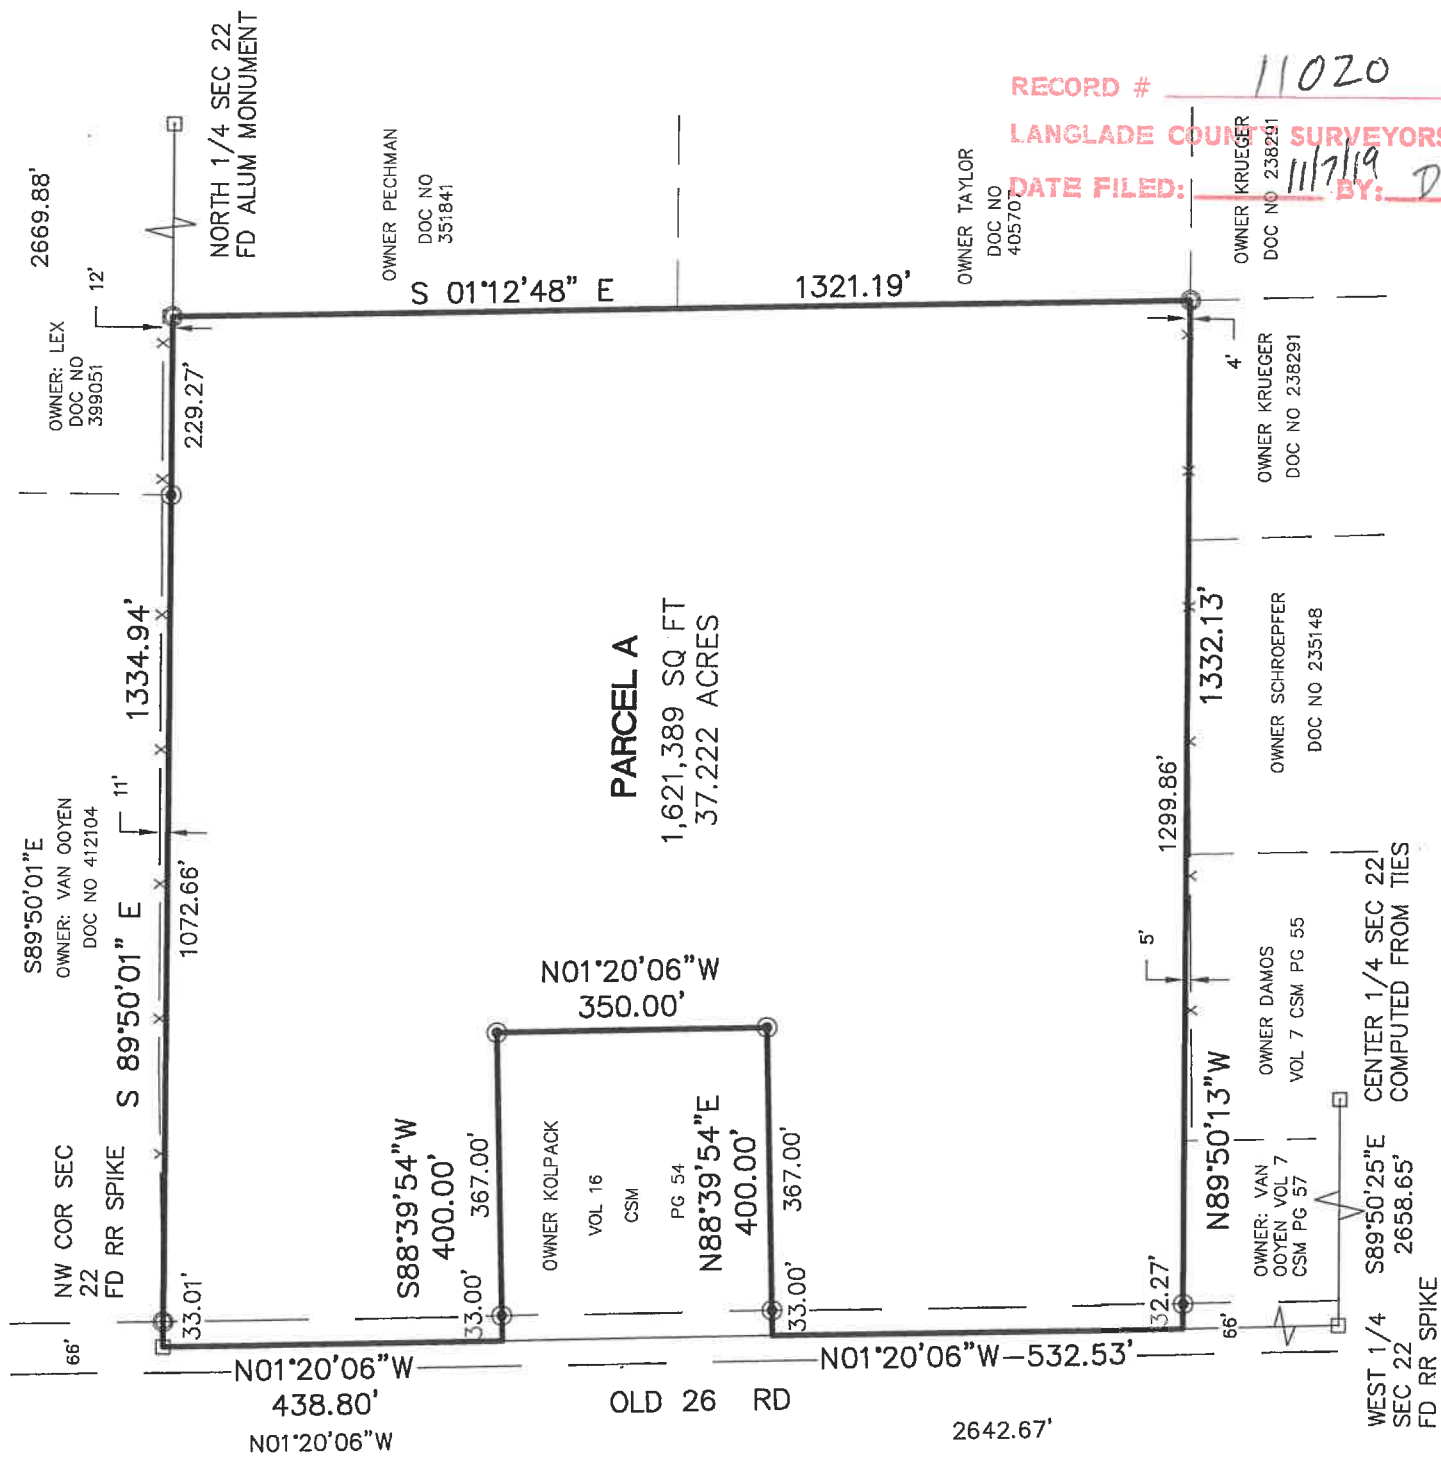 RECORD # 11020
LANGLADE COUNTY SURVEYORS
DATE FILED: 11/7/19 BY: D
2669.88'
NORTH 1/4 SEC 22
FD ALUM MONUMENT
12'
OWNER: LEX
DOC NO
399051
229.27'
OWNER PECHMAN
DOC NO
351841
S 01°12'48" E
1321.19'
OWNER TAYLOR
DOC NO
405707
OWNER KRUEGER
DOC NO 238291
4'
OWNER KRUEGER
DOC NO 238291
S89°50'01"E
OWNER: VAN OOYEN
DOC NO 412104
11'
1334.94'
1072.66'
S 89°50'01" E
PARCEL A
1,621,389 SQ FT
37.222 ACRES
1332.13'
1299.86'
OWNER SCHROEPFER
DOC NO 235148
N01°20'06"W
350.00'
5'
OWNER DAMOS
VOL 7 CSM PG 55
CENTER 1/4 SEC 22
COMPUTED FROM TIES
NW COR SEC
22
FD RR SPIKE
33.01'
66'
S88°39'54"W
400.00'
367.00'
33.00'
OWNER KOLPACK
VOL 16
CSM
PG 54
N88°39'54"E
400.00'
367.00'
33.00'
N89°50'13"W
32.27'
66'
OWNER: VAN
OOYEN VOL 7
CSM PG 57
S89°50'25"E
2658.65'
WEST 1/4
SEC 22
FD RR SPIKE
N01°20'06"W
438.80'
N01°20'06"W
OLD 26 RD
N01°20'06"W-532.53'
2642.67'